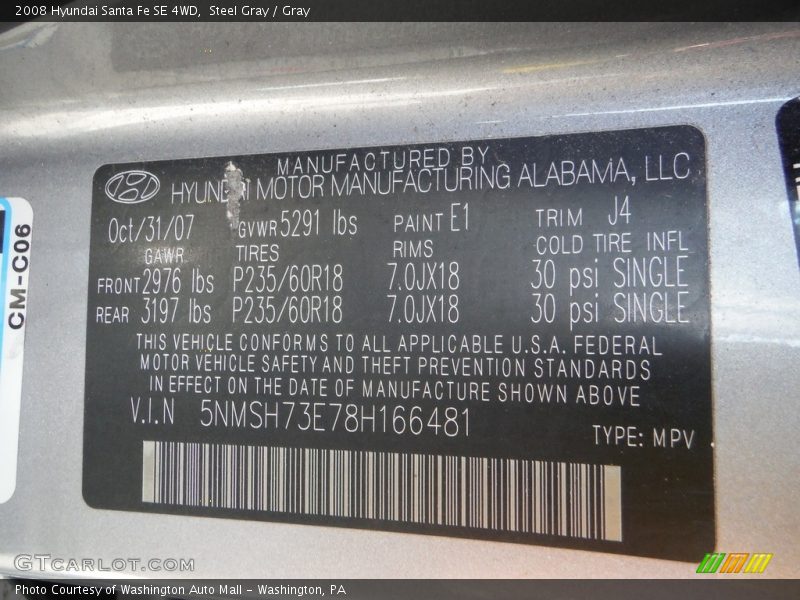 2008 Hyundai Santa Fe SE 4WD,  Steel Gray / Gray
MANUFACTURED BY
HYUNDAI MOTOR MANUFACTURING ALABAMA, LLC
Oct/31/07 GVWR 5291 lbs PAINT E1 TRIM J4
GAWR TIRES RIMS COLD TIRE INFL
FRONT 2976 lbs P235/60R18 7.0JX18 30 psi SINGLE
REAR 3197 lbs P235/60R18 7.0JX18 30 psi SINGLE
THIS VEHICLE CONFORMS TO ALL APPLICABLE U.S.A. FEDERAL
MOTOR VEHICLE SAFETY AND THEFT PREVENTION STANDARDS
IN EFFECT ON THE DATE OF MANUFACTURE SHOWN ABOVE
V.I.N 5NMSH73E78H166481
TYPE: MPV
CM-C06
GTCARLOT.COM
Photo Courtesy of Washington Auto Mall - Washington, PA